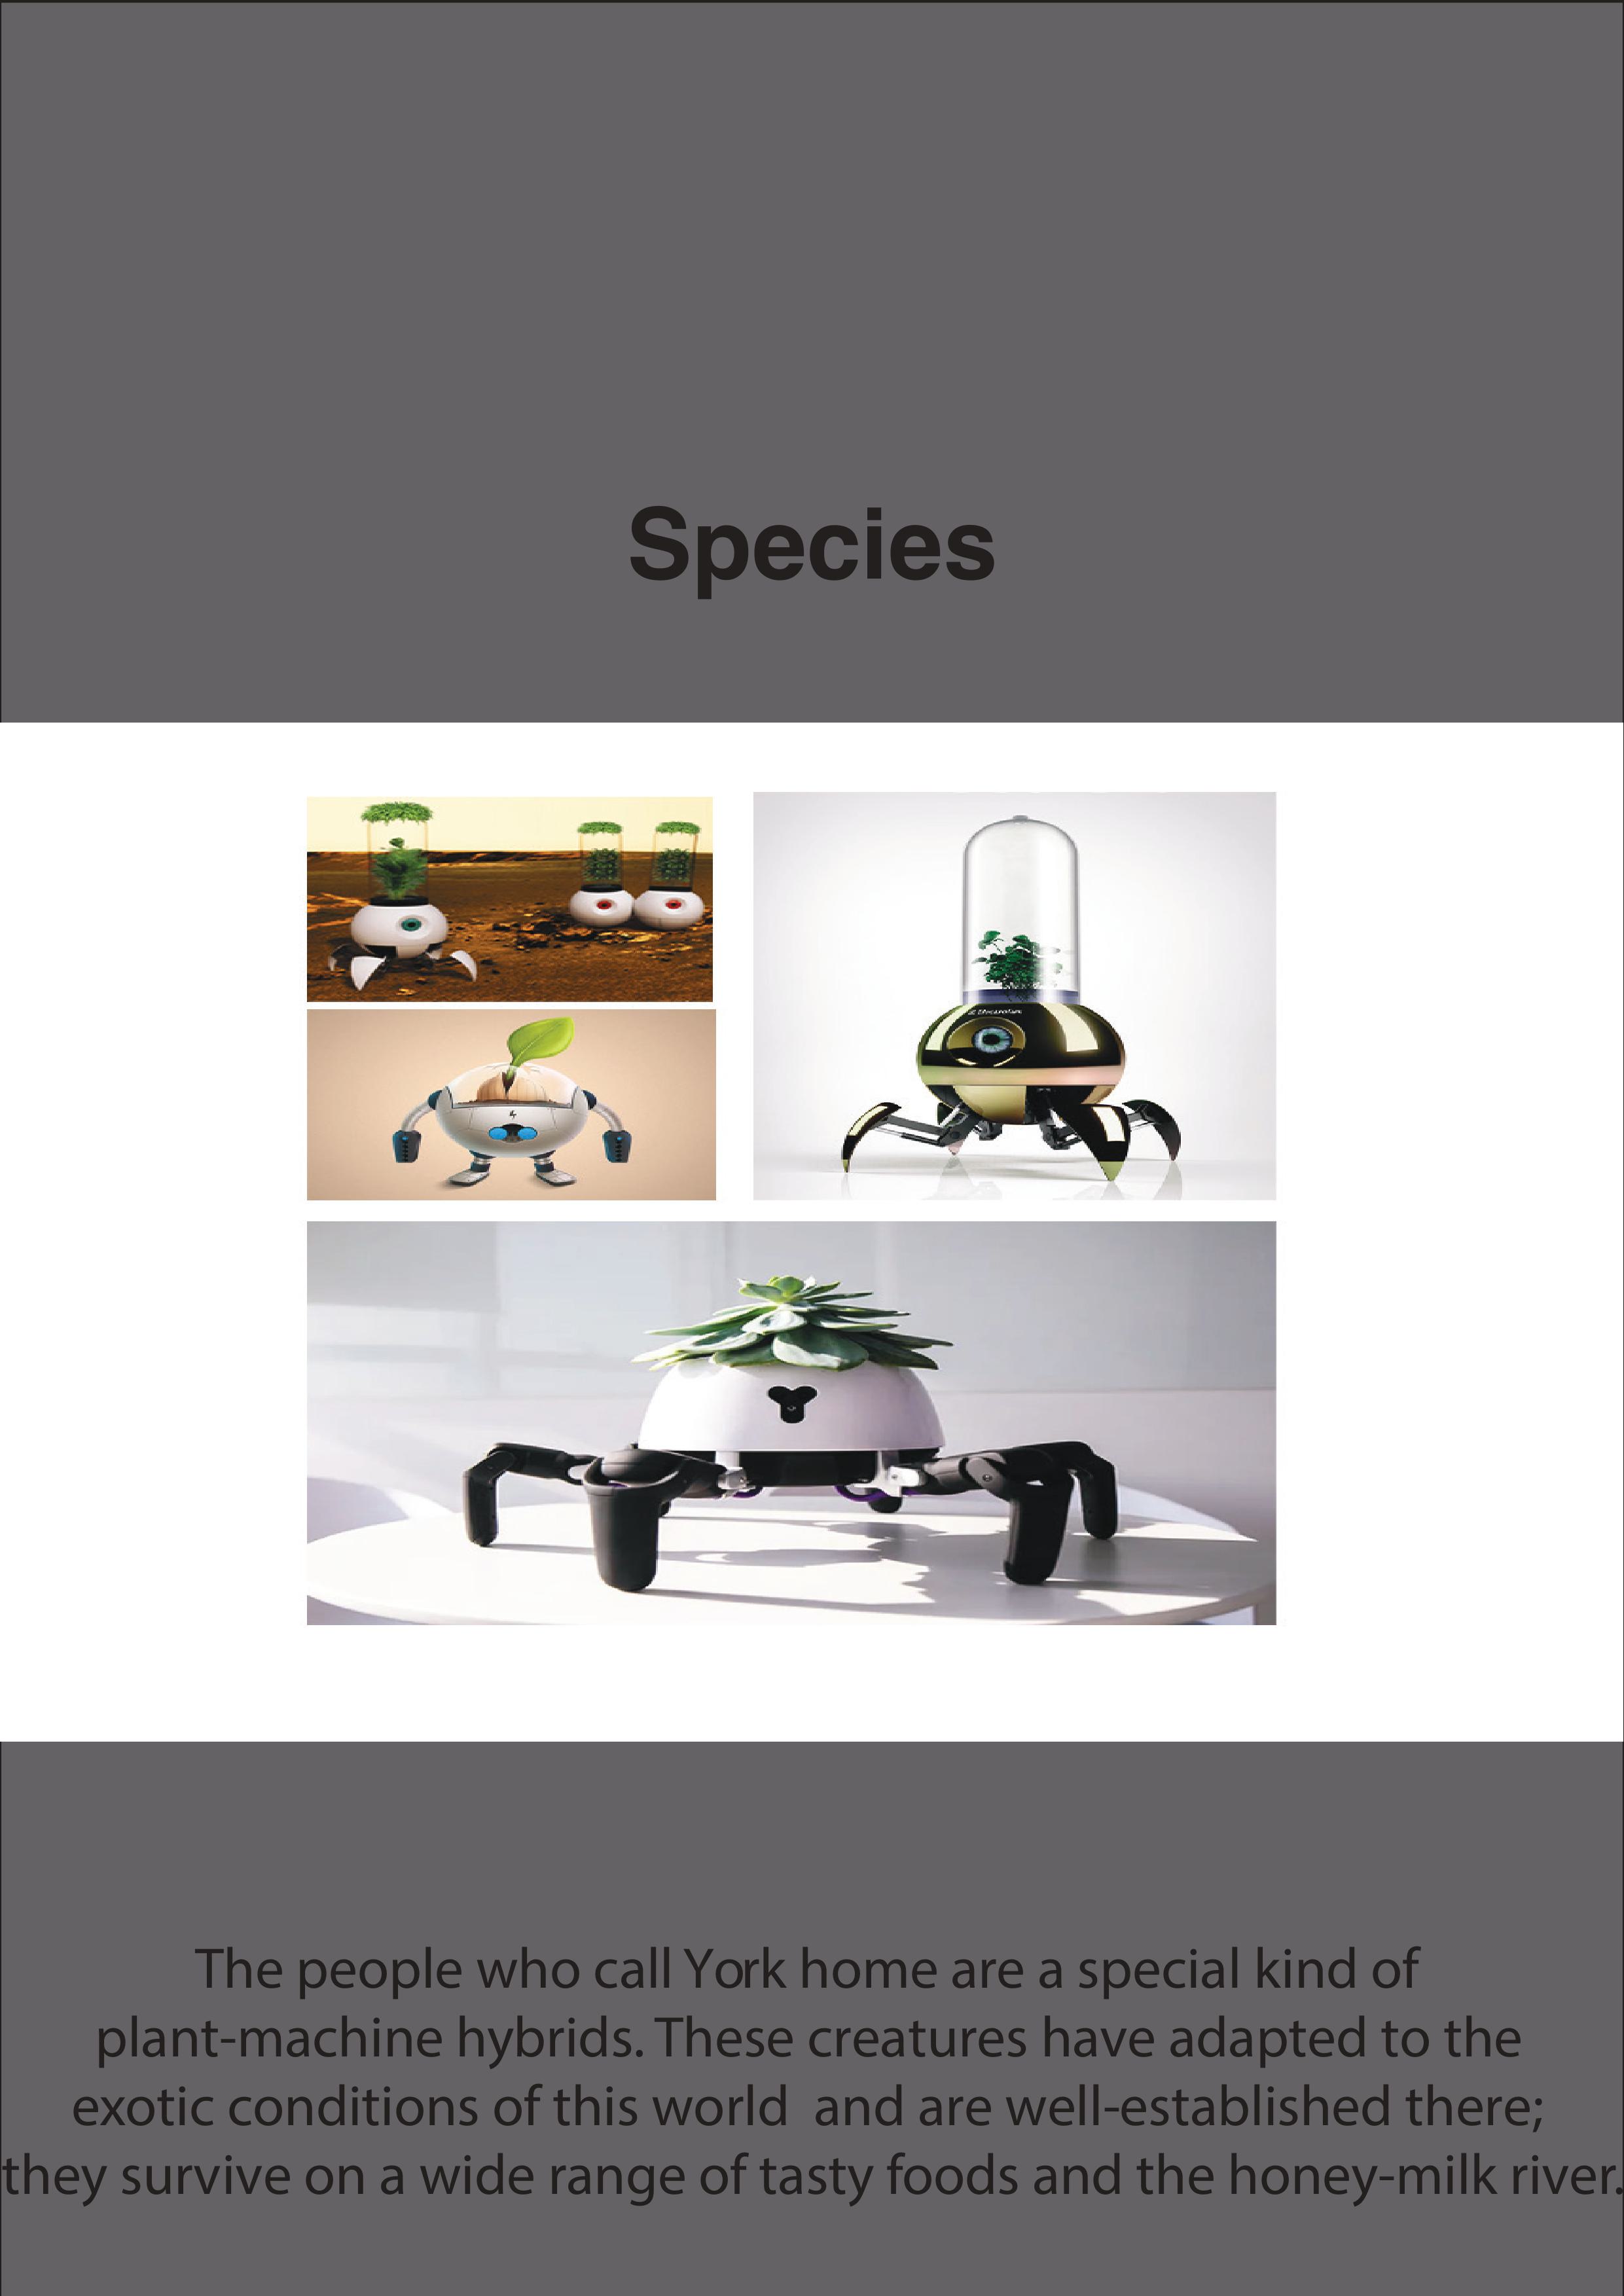 Species
Electrolux
The people who call York home are a special kind of
plant-machine hybrids. These creatures have adapted to the
exotic conditions of this world  and are well-established there;
they survive on a wide range of tasty foods and the honey-milk river.